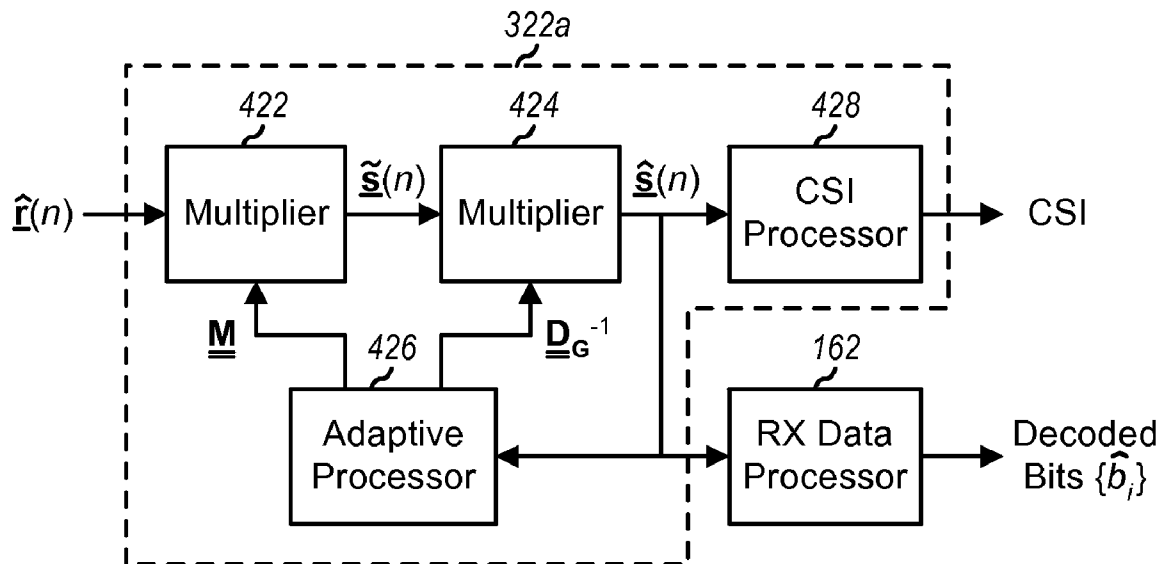 322a
422
424
428
r̲̂(n)
Multiplier
s̲̃(n)
Multiplier
ŝ̲(n)
CSI
Processor
CSI
M̳
D̳_G⁻¹
426
162
Adaptive
Processor
RX Data
Processor
Decoded
Bits {b̂_i}